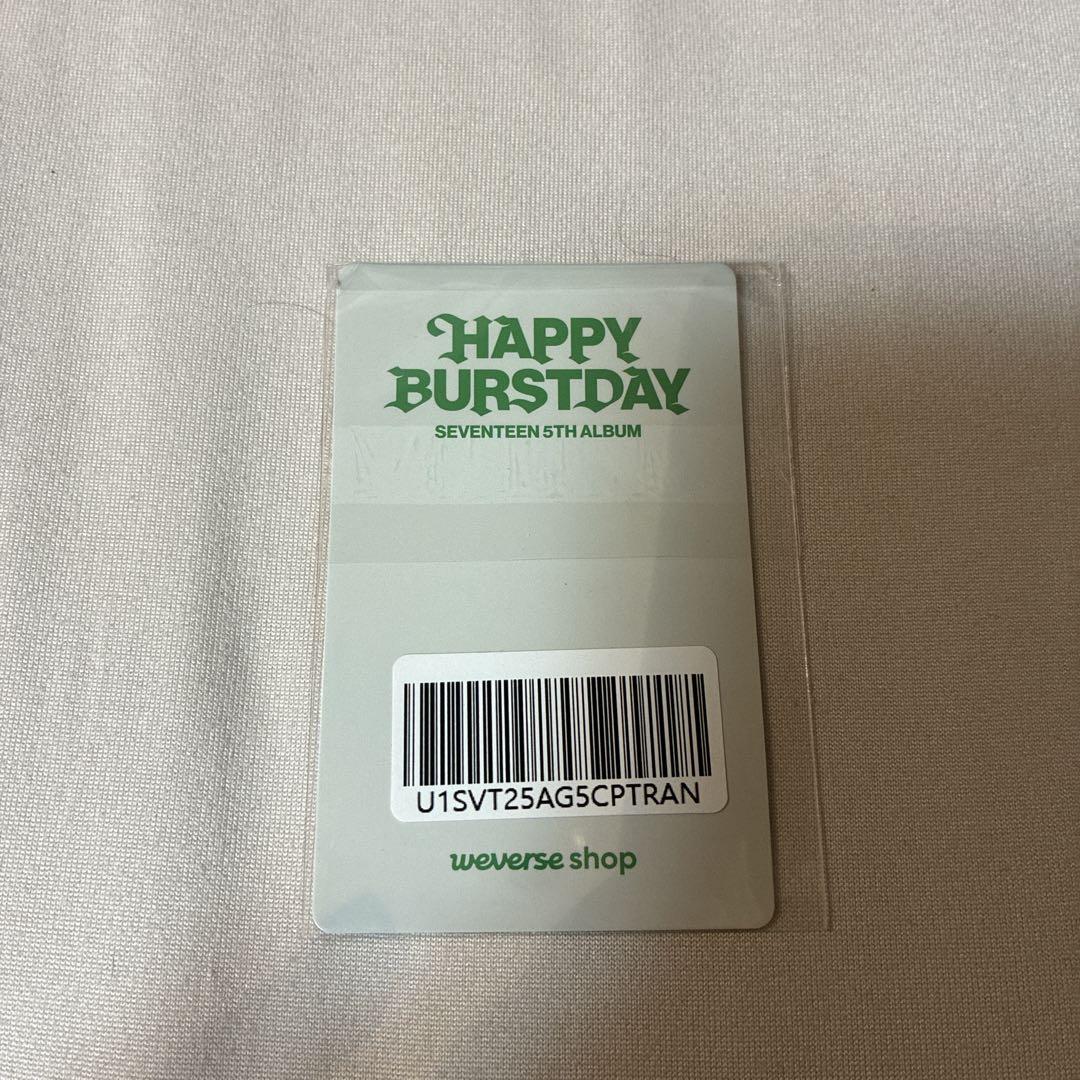 HAPPY
BURSTDAY
SEVENTEEN 5TH ALBUM
U1SVT25AG5CPTRAN
weverse shop